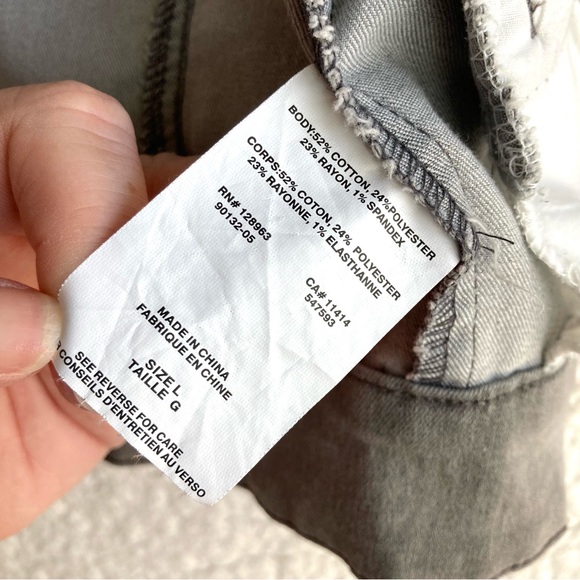 BODY:52% COTTON, 24%POLYESTER
23% RAYON, 1% SPANDEX
CORPS:52% COTON, 24% POLYESTER
23% RAYONNE, 1% ELASTHANNE
RN# 128963
90132-05
CA# 11414
547593
MADE IN CHINA
FABRIQUE EN CHINE
SIZE L
TAILLE G
SEE REVERSE FOR CARE
CONSEILS D'ENTRETIEN AU VERSO